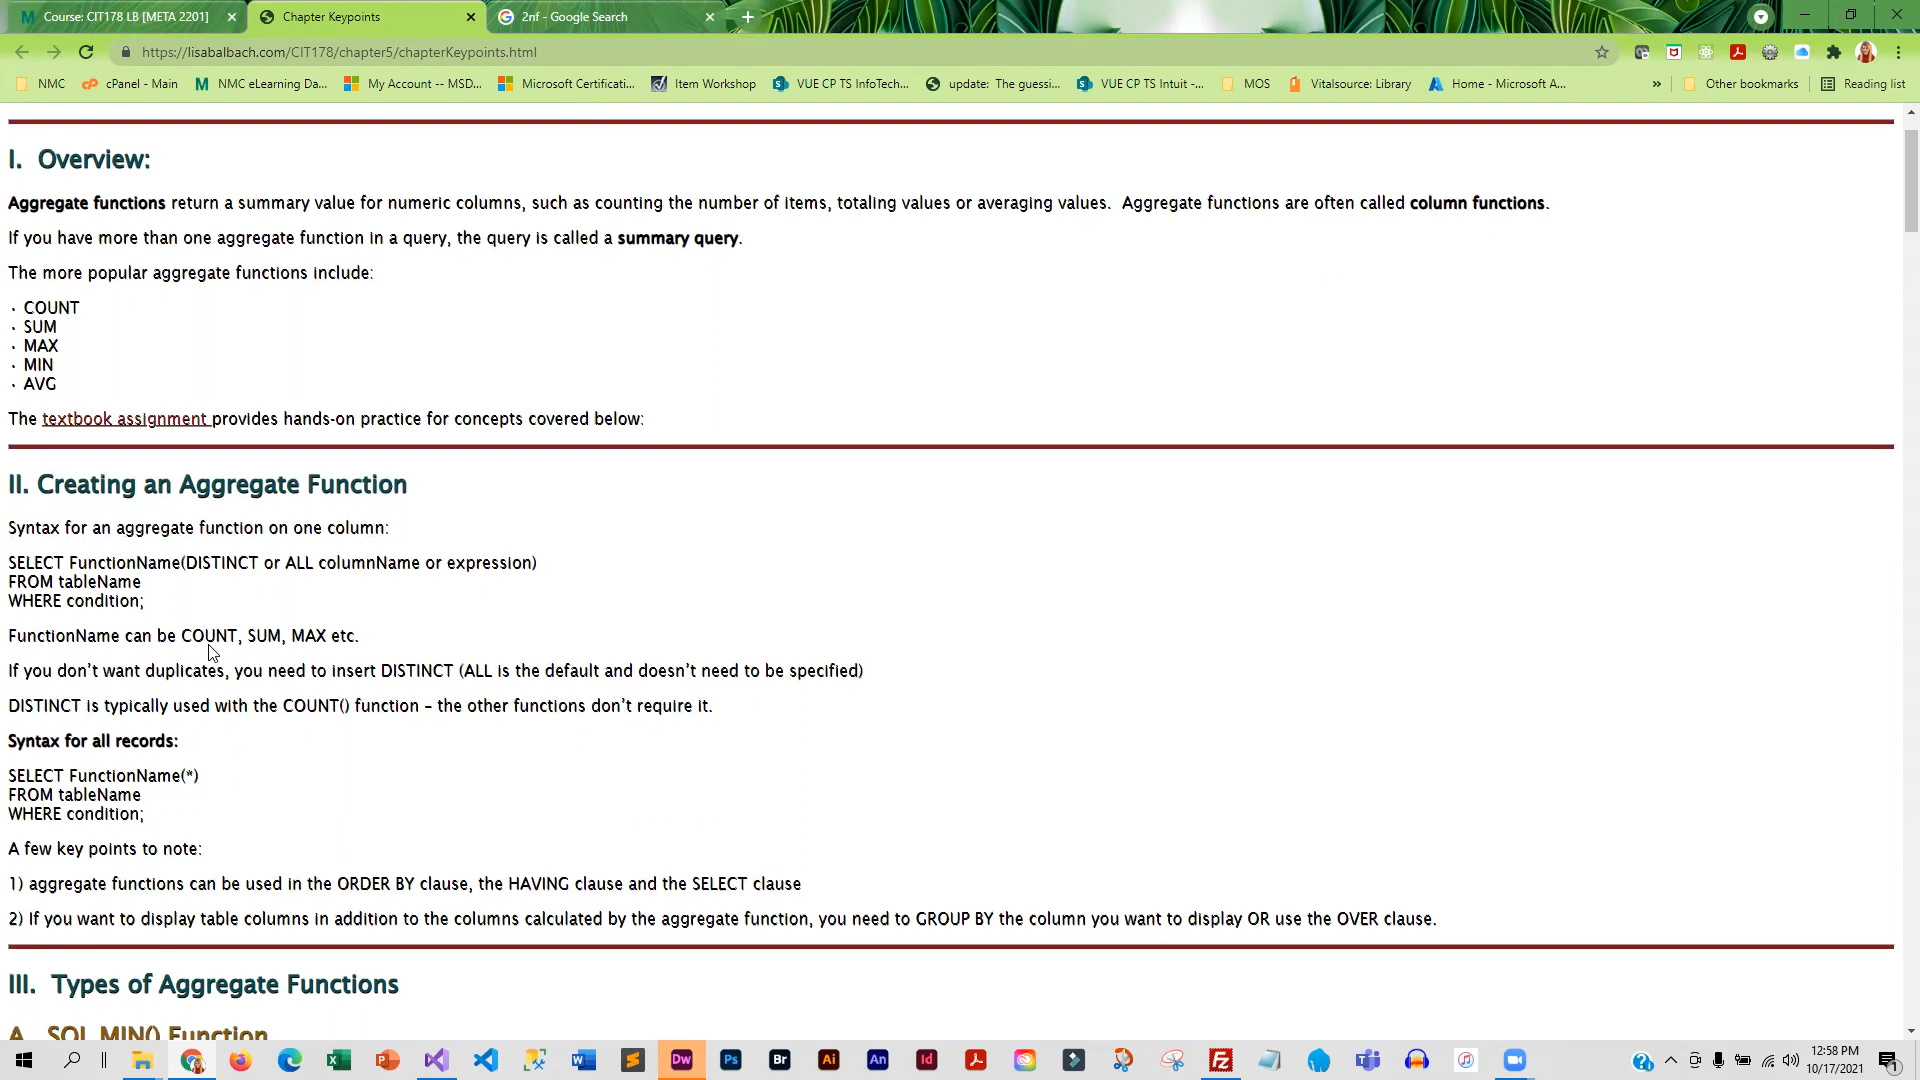 Course: CIT178 LB [META 2201]
Chapter Keypoints
2nf - Google Search
https://lisabalbach.com/CIT178/chapter5/chapterKeypoints.html
NMC
cPanel - Main
NMC eLearning Da...
My Account -- MSD...
Microsoft Certificati...
Item Workshop
VUE CP TS InfoTech...
update: The guessi...
VUE CP TS Intuit -...
MOS
Vitalsource: Library
Home - Microsoft A...
»
Other bookmarks
Reading list
I. Overview:
Aggregate functions return a summary value for numeric columns, such as counting the number of items, totaling values or averaging values. Aggregate functions are often called column functions.
If you have more than one aggregate function in a query, the query is called a summary query.
The more popular aggregate functions include:
· COUNT
· SUM
· MAX
· MIN
· AVG
The textbook assignment provides hands-on practice for concepts covered below:
II. Creating an Aggregate Function
Syntax for an aggregate function on one column:
SELECT FunctionName(DISTINCT or ALL columnName or expression)
FROM tableName
WHERE condition;
FunctionName can be COUNT, SUM, MAX etc.
If you don't want duplicates, you need to insert DISTINCT (ALL is the default and doesn't need to be specified)
DISTINCT is typically used with the COUNT() function – the other functions don't require it.
Syntax for all records:
SELECT FunctionName(*)
FROM tableName
WHERE condition;
A few key points to note:
1) aggregate functions can be used in the ORDER BY clause, the HAVING clause and the SELECT clause
2) If you want to display table columns in addition to the columns calculated by the aggregate function, you need to GROUP BY the column you want to display OR use the OVER clause.
III. Types of Aggregate Functions
A. SQL MIN() Function
Dw
Ps
Br
Ai
An
Id
Fz
12:58 PM
10/17/2021
1